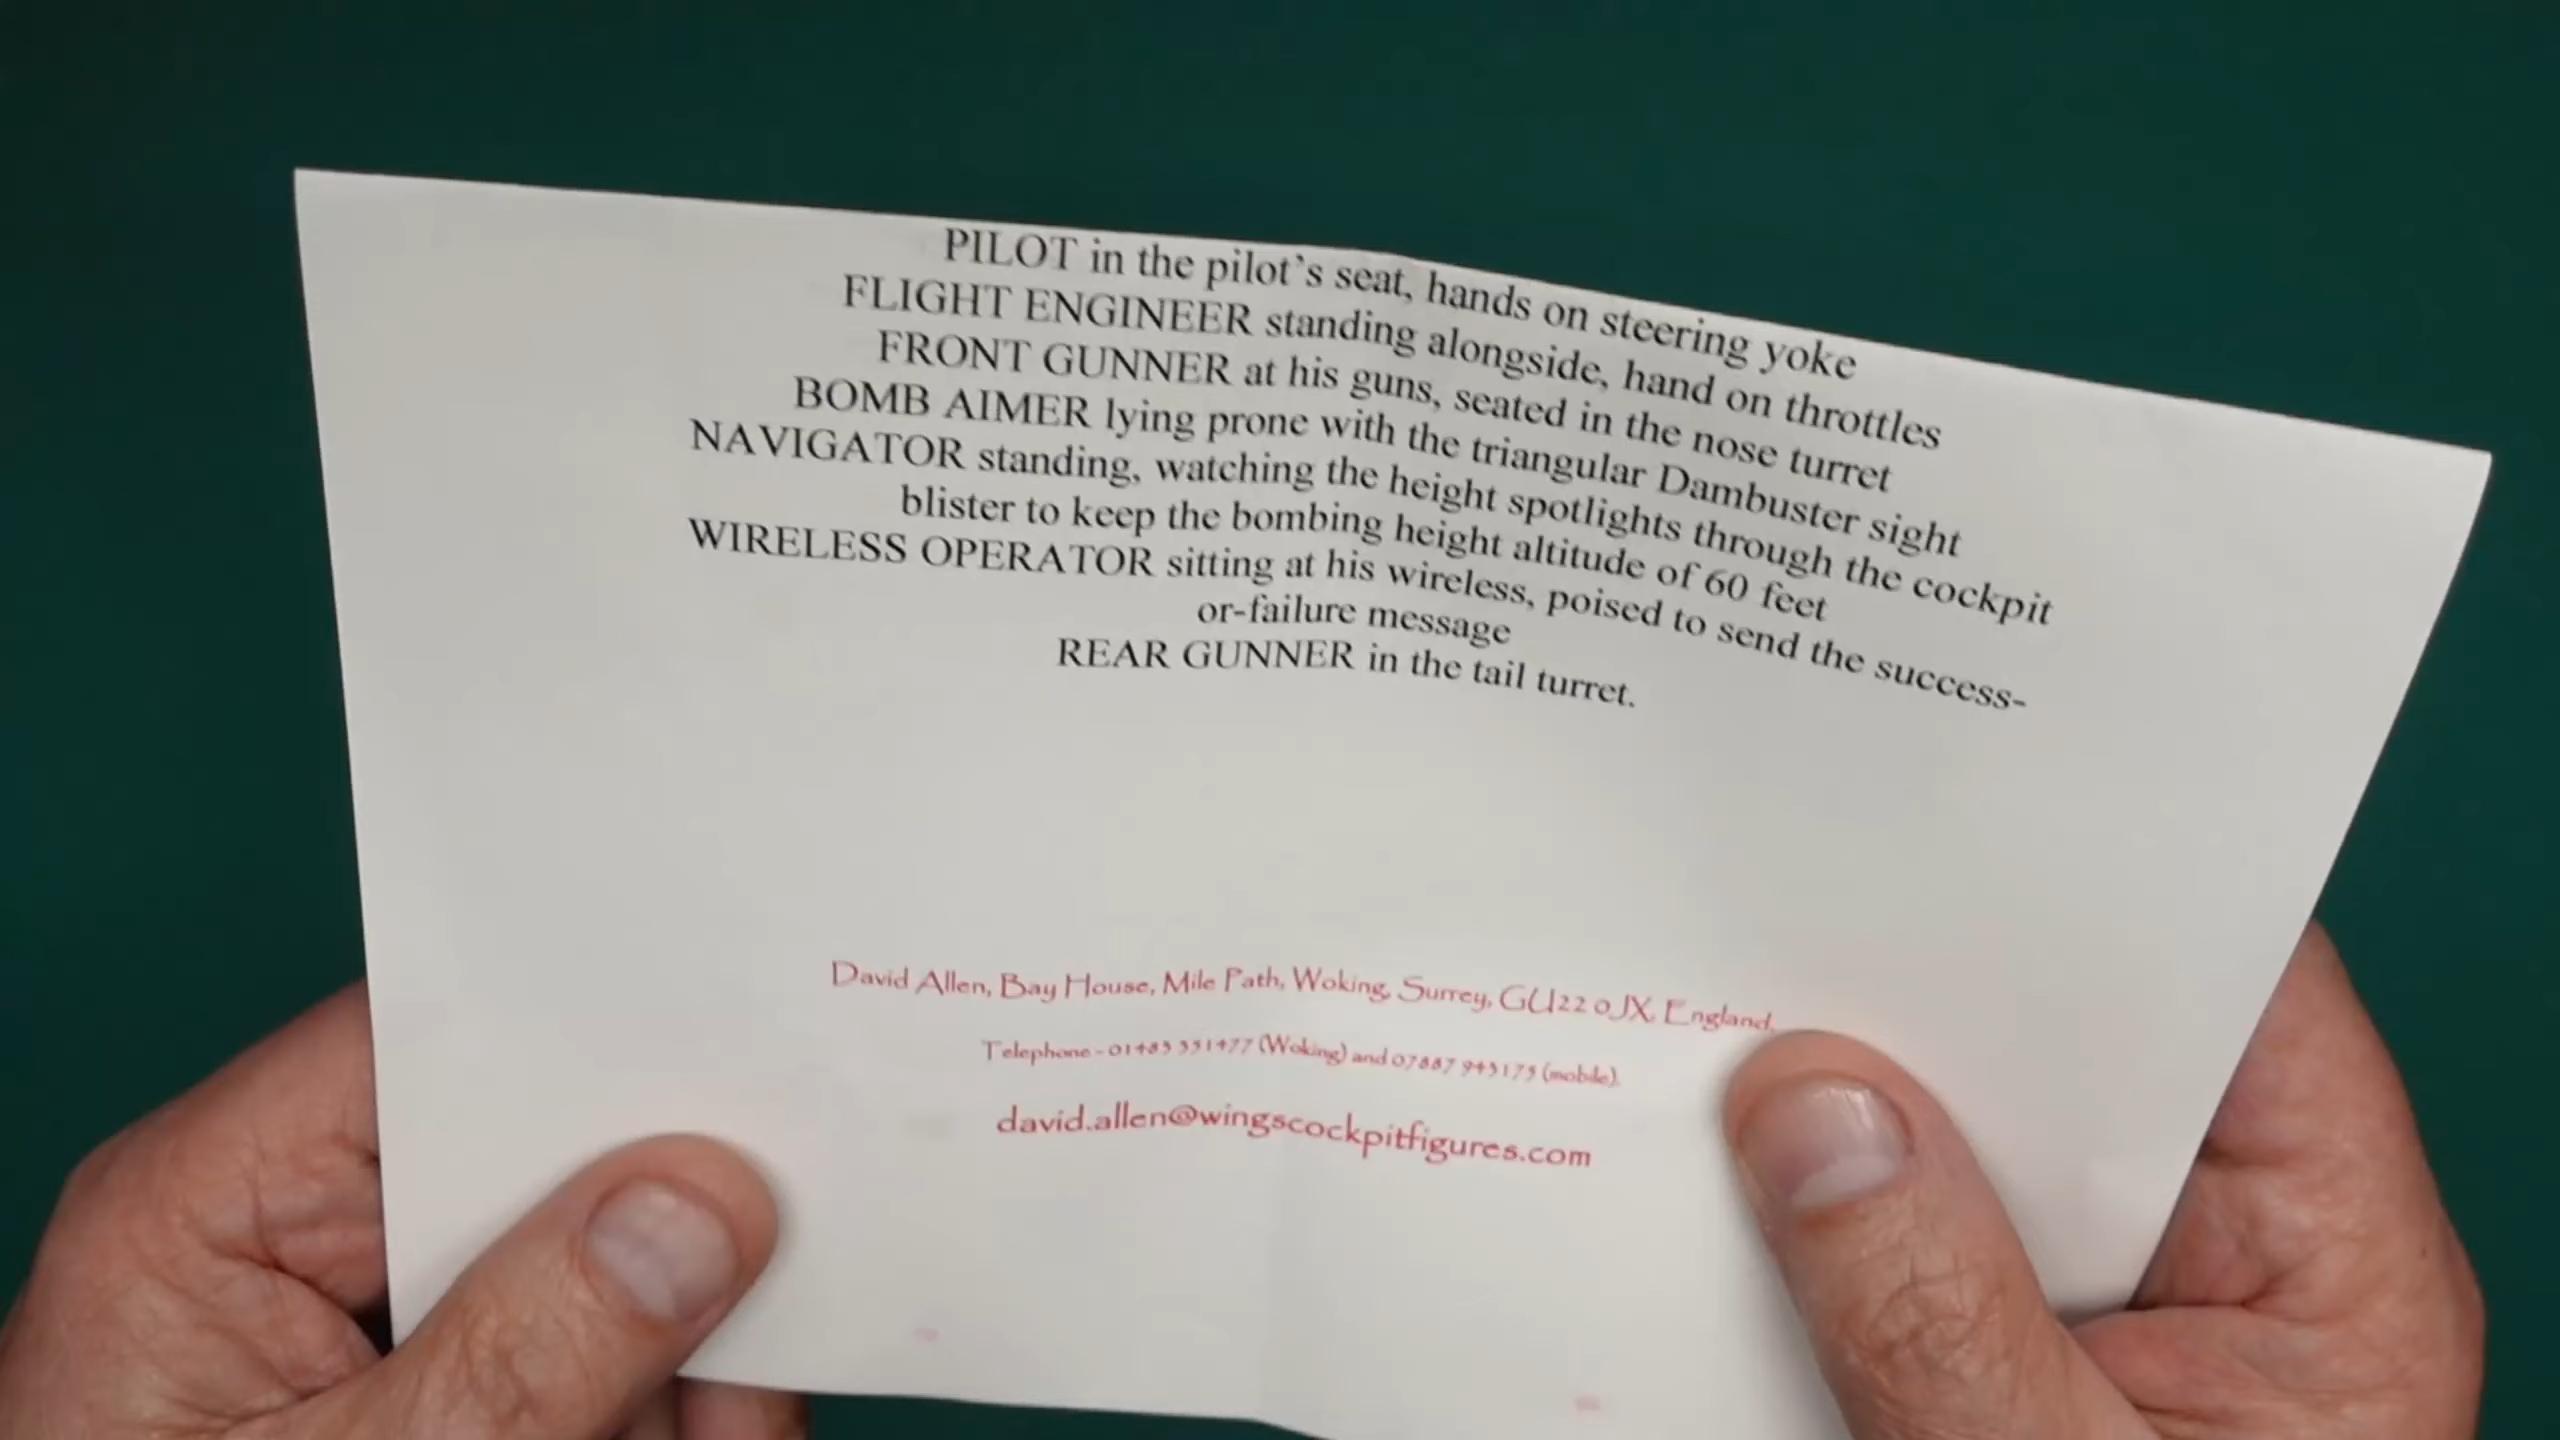 PILOT in the pilot's seat, hands on steering yoke
FLIGHT ENGINEER standing alongside, hand on throttles
FRONT GUNNER at his guns, seated in the nose turret
BOMB AIMER lying prone with the triangular Dambuster sight
NAVIGATOR standing, watching the height spotlights through the cockpit
blister to keep the bombing height altitude of 60 feet
WIRELESS OPERATOR sitting at his wireless, poised to send the success-
or-failure message
REAR GUNNER in the tail turret.
David Allen, Bay House, Mile Path, Woking, Surrey, GU22 0JX, England.
Telephone - (Woking) and (mobile).
david.allen@wingscockpitfigures.com